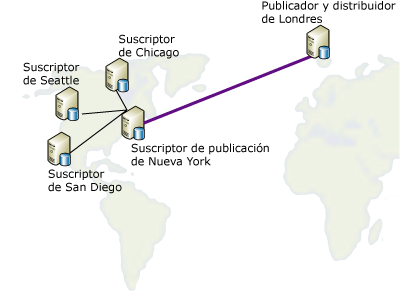 Publicador y distribuidor
de Londres
Suscriptor
de Chicago
Suscriptor
de Seattle
Suscriptor de publicación
de Nueva York
Suscriptor
de San Diego